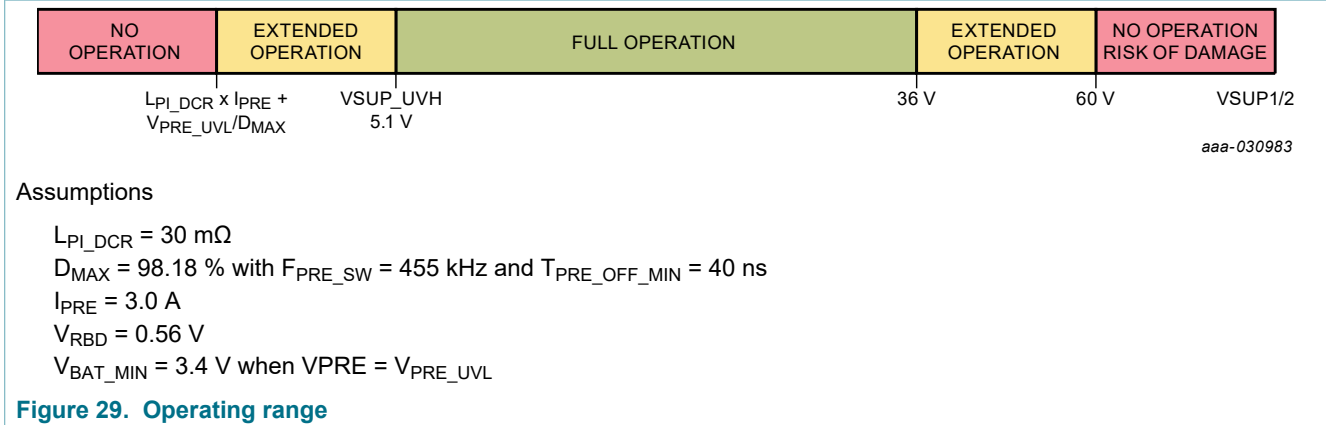 NO OPERATION
EXTENDED OPERATION
FULL OPERATION
EXTENDED OPERATION
NO OPERATION RISK OF DAMAGE
LPI_DCR x IPRE +
VPRE_UVL/DMAX
VSUP_UVH
5.1 V
36 V
60 V
VSUP1/2
aaa-030983
Assumptions
LPI_DCR = 30 mΩ
DMAX = 98.18 % with FPRE_SW = 455 kHz and TPRE_OFF_MIN = 40 ns
IPRE = 3.0 A
VRBD = 0.56 V
VBAT_MIN = 3.4 V when VPRE = VPRE_UVL
Figure 29. Operating range